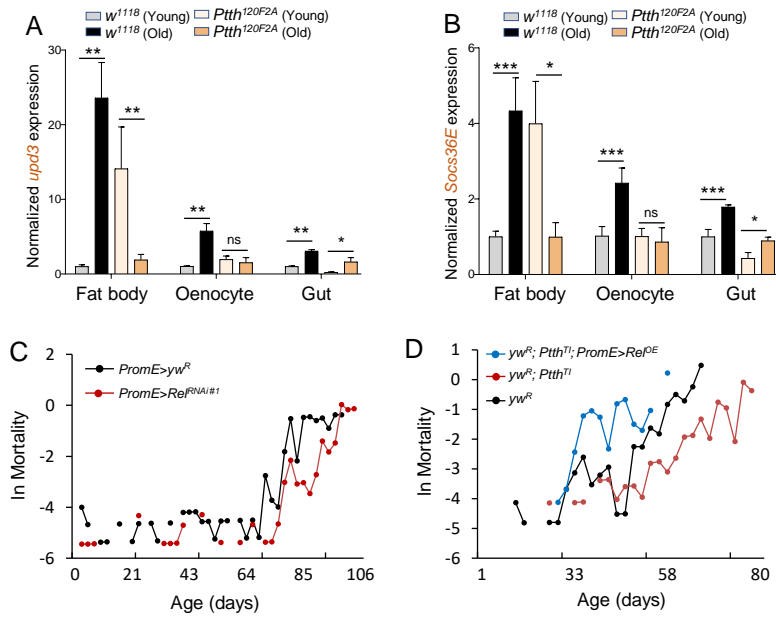 A
w1118 (Young) Ptth120F2A (Young)
w1118 (Old) Ptth120F2A (Old)
Normalized upd3 expression
30
20
10
0
** ** ** ns ** *
Fat body Oenocyte Gut
B
w1118 (Young) Ptth120F2A (Young)
w1118 (Old) Ptth120F2A (Old)
Normalized Socs36E expression
6
4
2
0
*** * *** ns *** *
Fat body Oenocyte Gut
C
PromE>ywR
PromE>RelRNAi#1
ln Mortality
2
0
-2
-4
-6
0 21 43 64 85 106
Age (days)
D
ywR; PtthTI; PromE>RelOE
ywR; PtthTI
ywR
ln Mortality
1
0
-1
-2
-3
-4
-5
-6
1 33 58 80
Age (days)